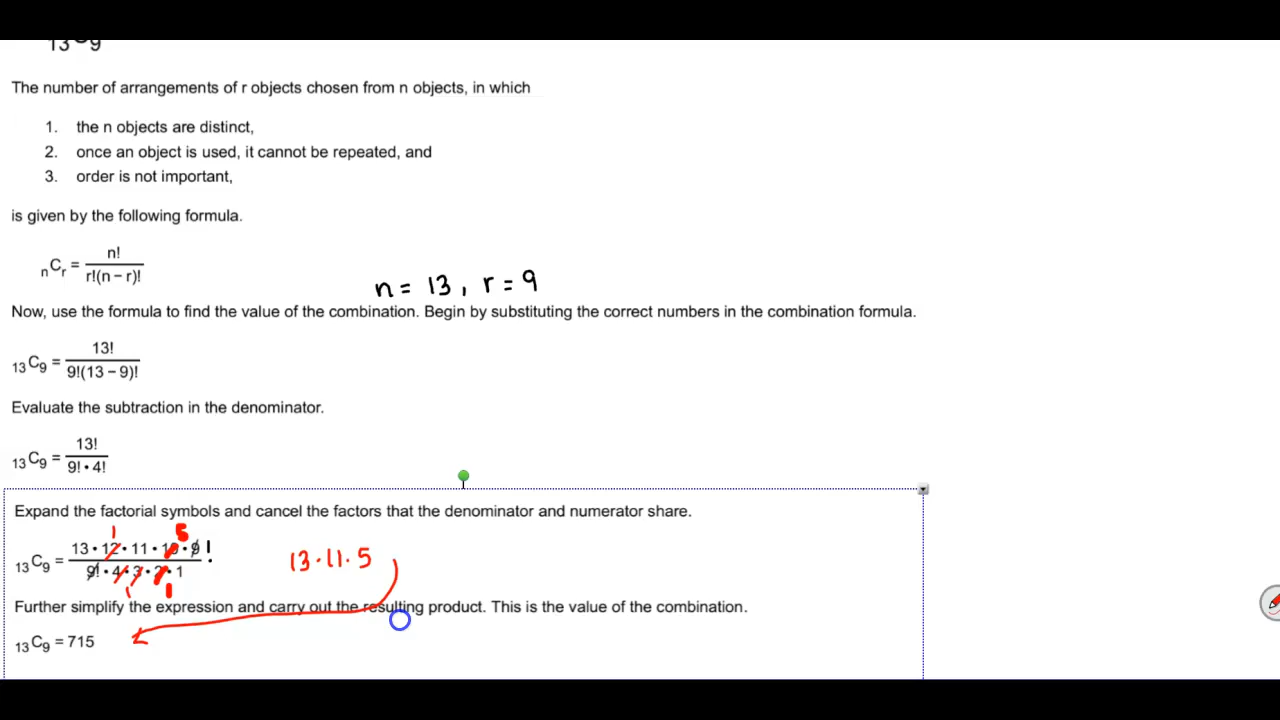 13C9
The number of arrangements of r objects chosen from n objects, in which
1. the n objects are distinct,
2. once an object is used, it cannot be repeated, and
3. order is not important,
is given by the following formula.
nCr = n! / r!(n − r)!
n = 13, r = 9
Now, use the formula to find the value of the combination. Begin by substituting the correct numbers in the combination formula.
13C9 = 13! / 9!(13 − 9)!
Evaluate the subtraction in the denominator.
13C9 = 13! / 9! • 4!
Expand the factorial symbols and cancel the factors that the denominator and numerator share.
1 5
13C9 = 13 • 12 • 11 • 10 • 9! / 9! • 4 • 3 • 2 • 1
13 · 11 · 5
1 1
Further simplify the expression and carry out the resulting product. This is the value of the combination.
13C9 = 715